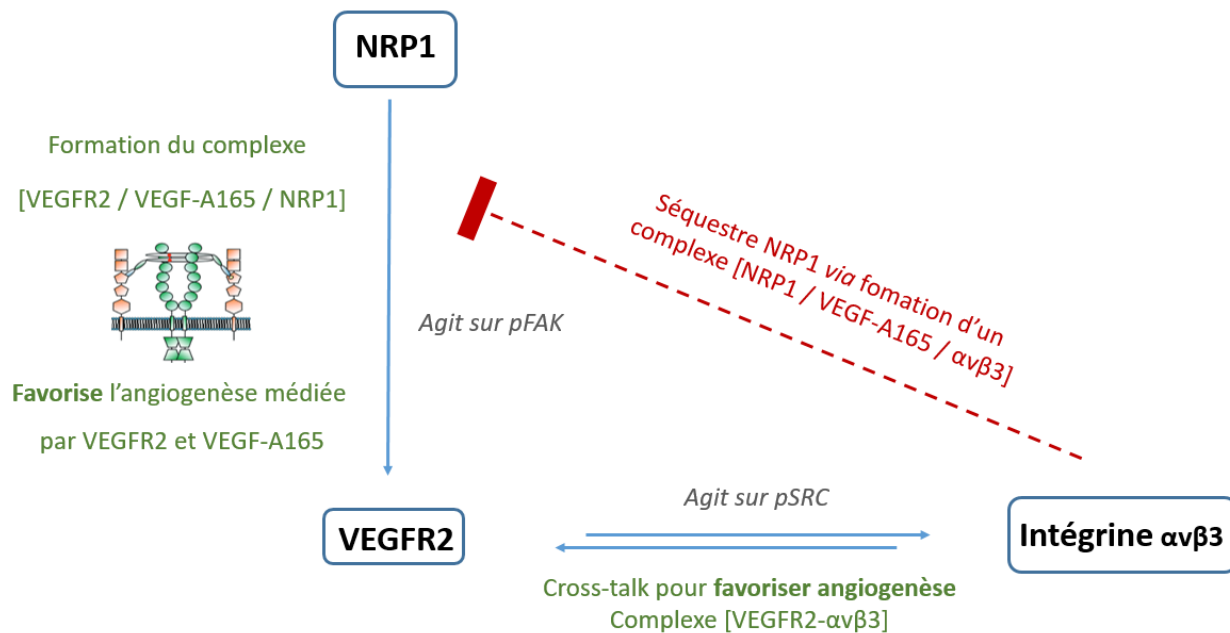 NRP1
Formation du complexe
[VEGFR2 / VEGF-A165 / NRP1]
Favorise l’angiogenèse médiée
par VEGFR2 et VEGF-A165
Agit sur pFAK
Séquestre NRP1 via fomation d’un
complexe [NRP1 / VEGF-A165 / αvβ3]
VEGFR2
Agit sur pSRC
Cross-talk pour favoriser angiogenèse
Complexe [VEGFR2-αvβ3]
Intégrine αvβ3